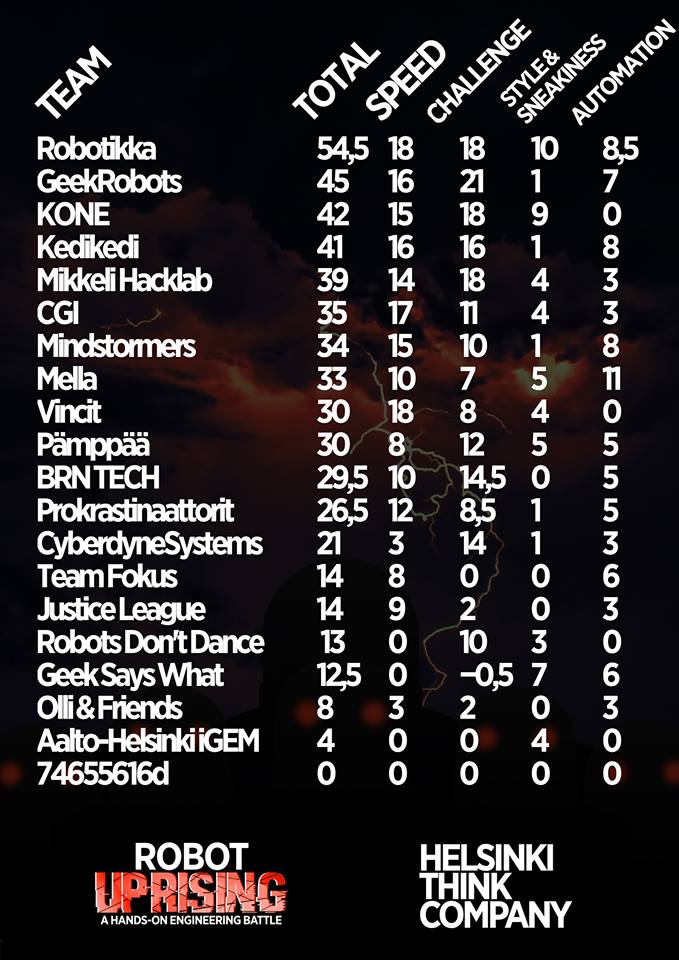 TEAM TOTAL SPEED CHALLENGE STYLE & SNEAKINESS AUTOMATION
Robotikka 54,5 18 18 10 8,5
GeekRobots 45 16 21 1 7
KONE 42 15 18 9 0
Kedikedi 41 16 16 1 8
Mikkeli Hacklab 39 14 18 4 3
CGI 35 17 11 4 3
Mindstormers 34 15 10 1 8
Mella 33 10 7 5 11
Vincit 30 18 8 4 0
Pämppää 30 8 12 5 5
BRN TECH 29,5 10 14,5 0 5
Prokrastinaattorit 26,5 12 8,5 1 5
CyberdyneSystems 21 3 14 1 3
Team Fokus 14 8 0 0 6
Justice League 14 9 2 0 3
Robots Don't Dance 13 0 10 3 0
Geek Says What 12,5 0 -0,5 7 6
Olli & Friends 8 3 2 0 3
Aalto-Helsinki iGEM 4 0 0 4 0
74655616d 0 0 0 0 0
ROBOT
UPRISING
A HANDS-ON ENGINEERING BATTLE
HELSINKI
THINK
COMPANY